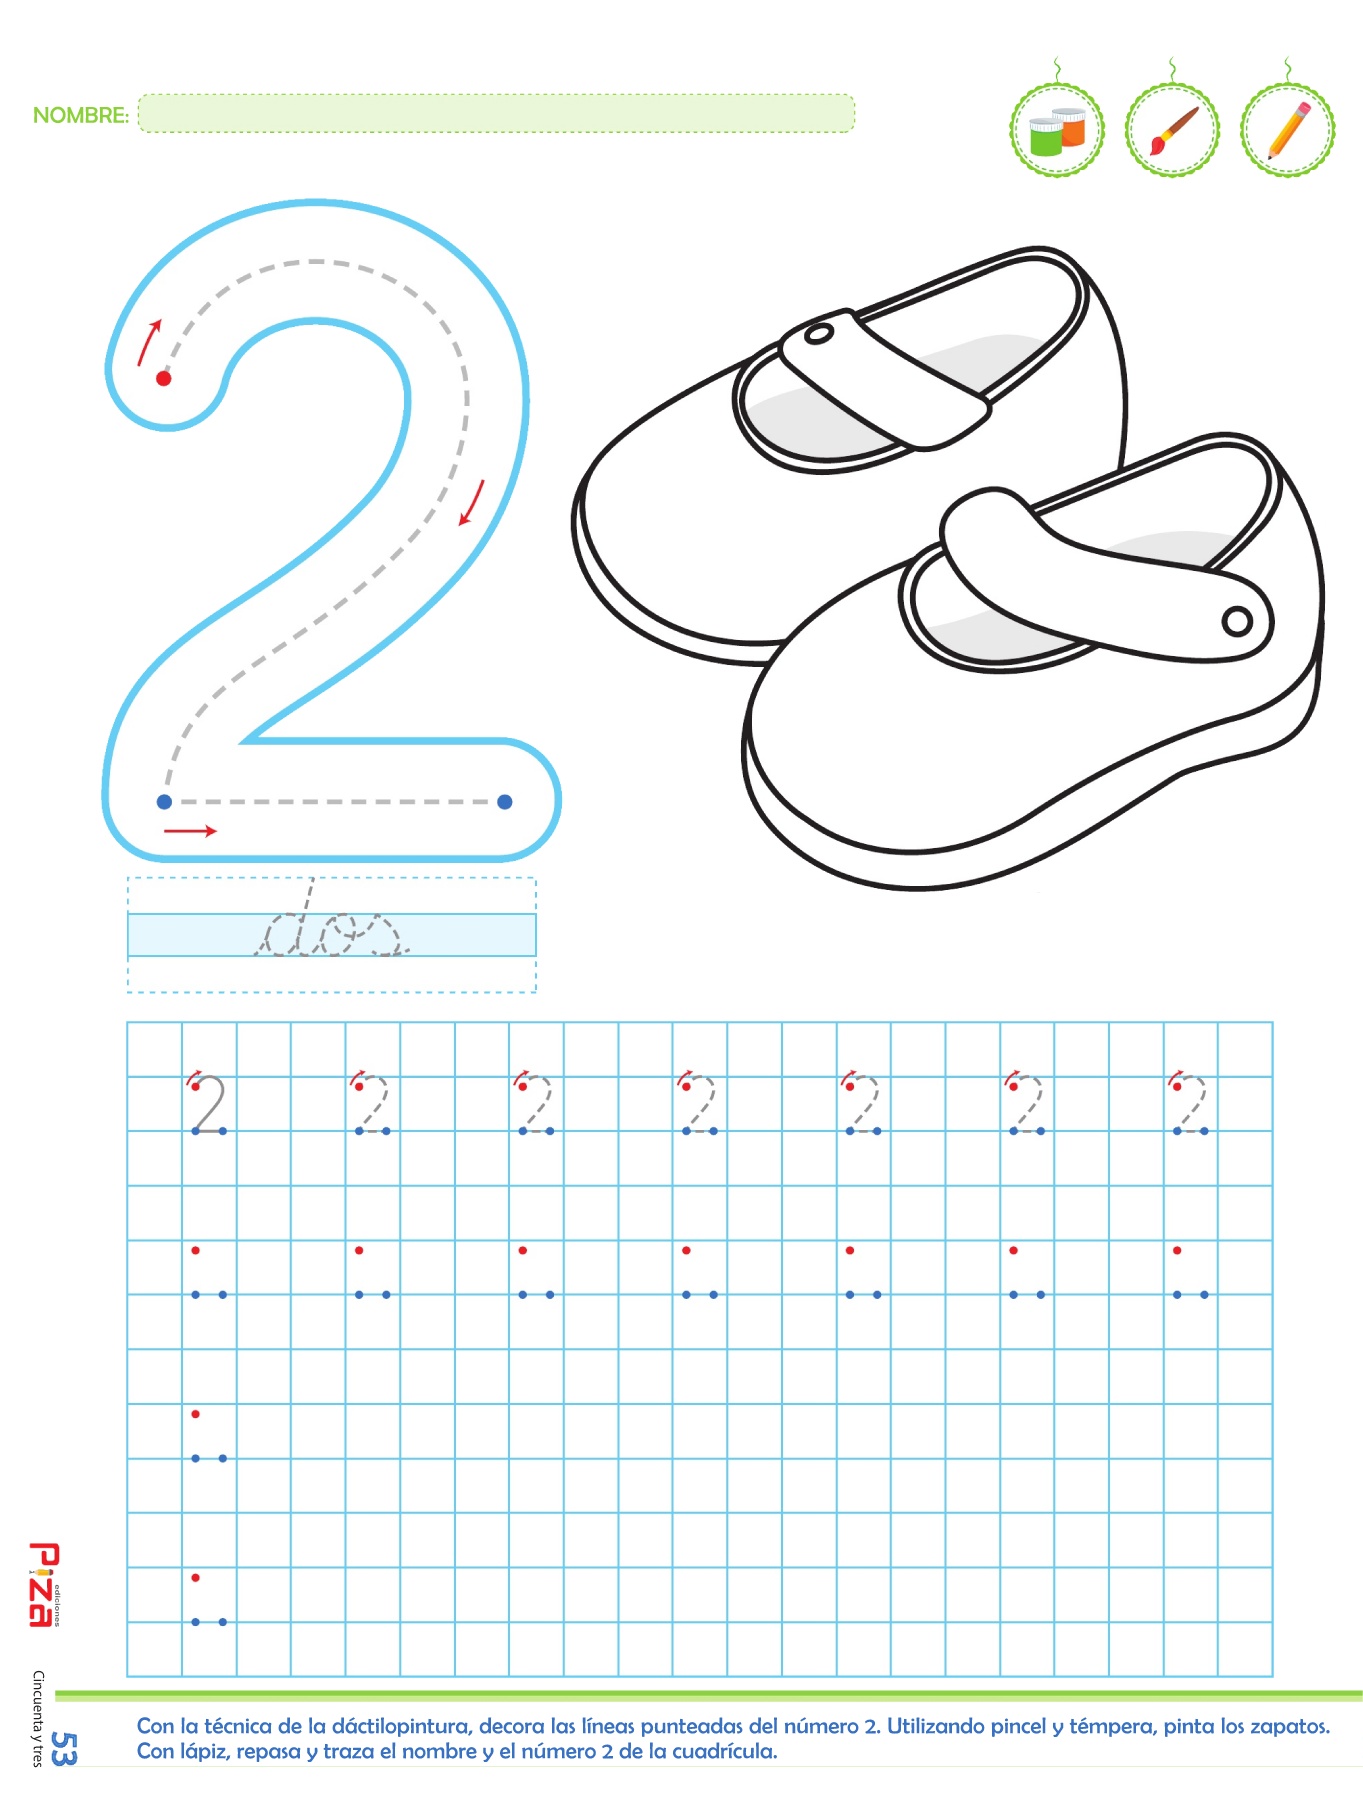 NOMBRE:
2
dos
2 2 2 2 2 2 2
Piza
ediciones
Cincuenta y tres
53
Con la técnica de la dáctilopintura, decora las líneas punteadas del número 2. Utilizando pincel y témpera, pinta los zapatos.
Con lápiz, repasa y traza el nombre y el número 2 de la cuadrícula.